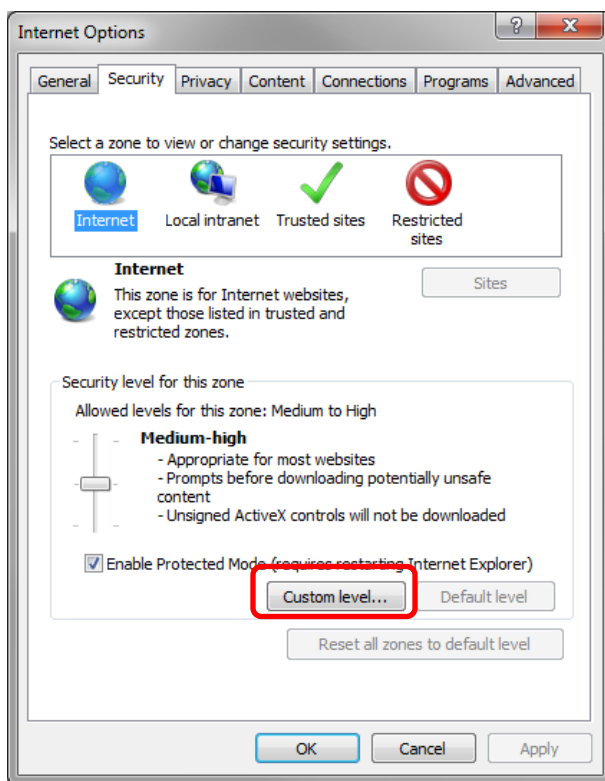 Internet Options
General Security Privacy Content Connections Programs Advanced
Select a zone to view or change security settings.
Internet Local intranet Trusted sites Restricted sites
Internet
Sites
This zone is for Internet websites,
except those listed in trusted and
restricted zones.
Security level for this zone
Allowed levels for this zone: Medium to High
Medium-high
- Appropriate for most websites
- Prompts before downloading potentially unsafe
content
- Unsigned ActiveX controls will not be downloaded
Enable Protected Mode (requires restarting Internet Explorer)
Custom level... Default level
Reset all zones to default level
OK Cancel Apply